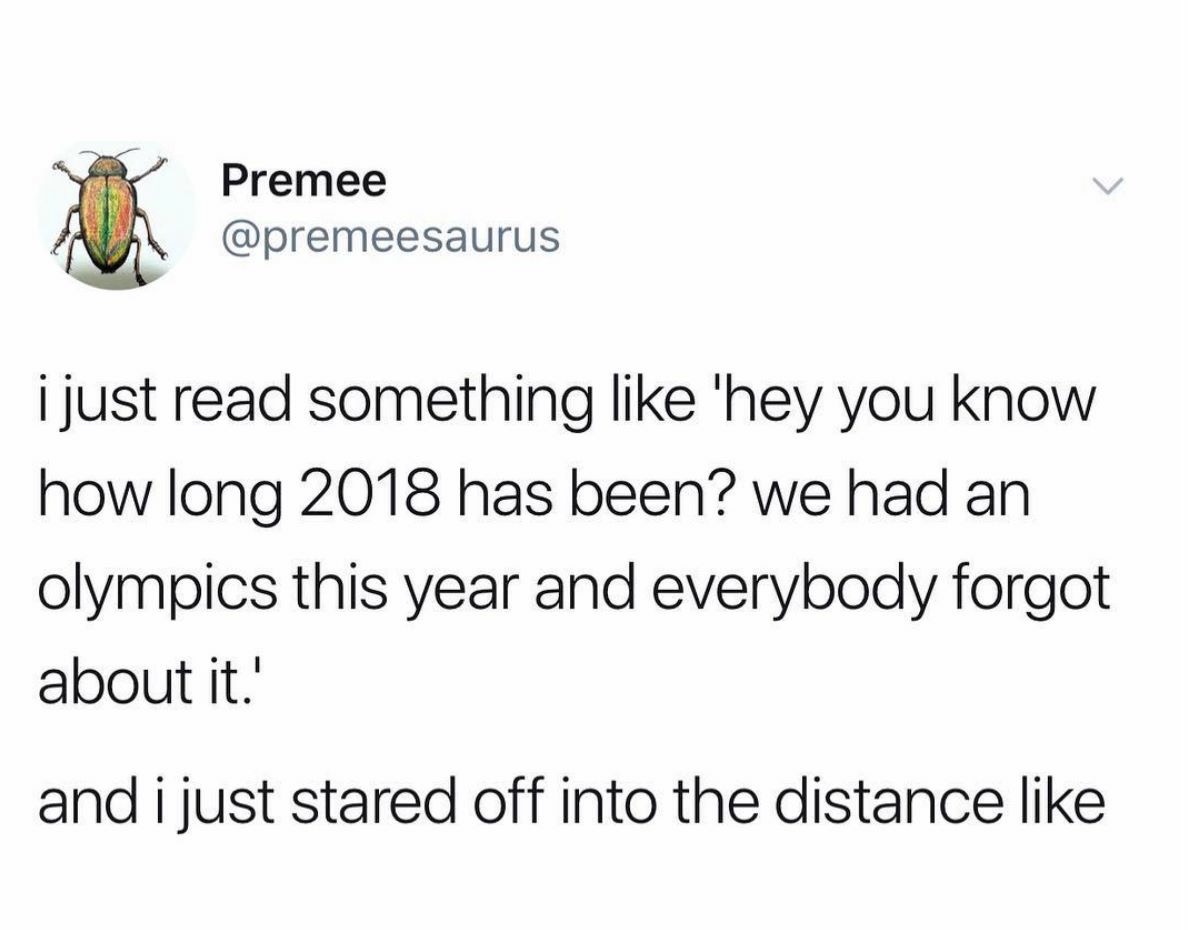 Premee
@premeesaurus
i just read something like 'hey you know
how long 2018 has been? we had an
olympics this year and everybody forgot
about it.'
and i just stared off into the distance like